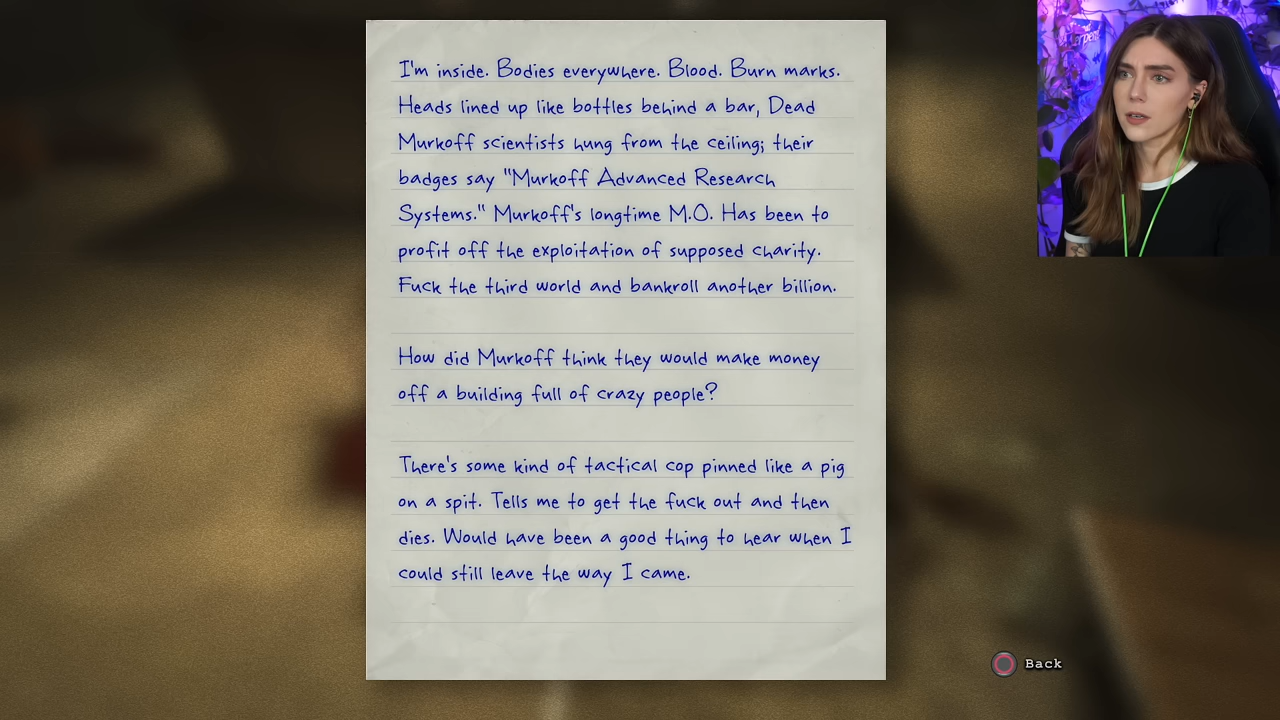 I'm inside. Bodies everywhere. Blood. Burn marks.
Heads lined up like bottles behind a bar, Dead
Murkoff scientists hung from the ceiling; their
badges say "Murkoff Advanced Research
Systems." Murkoff's longtime M.O. Has been to
profit off the exploitation of supposed charity.
Fuck the third world and bankroll another billion.
How did Murkoff think they would make money
off a building full of crazy people?
There's some kind of tactical cop pinned like a pig
on a spit. Tells me to get the fuck out and then
dies. Would have been a good thing to hear when I
could still leave the way I came.
Back